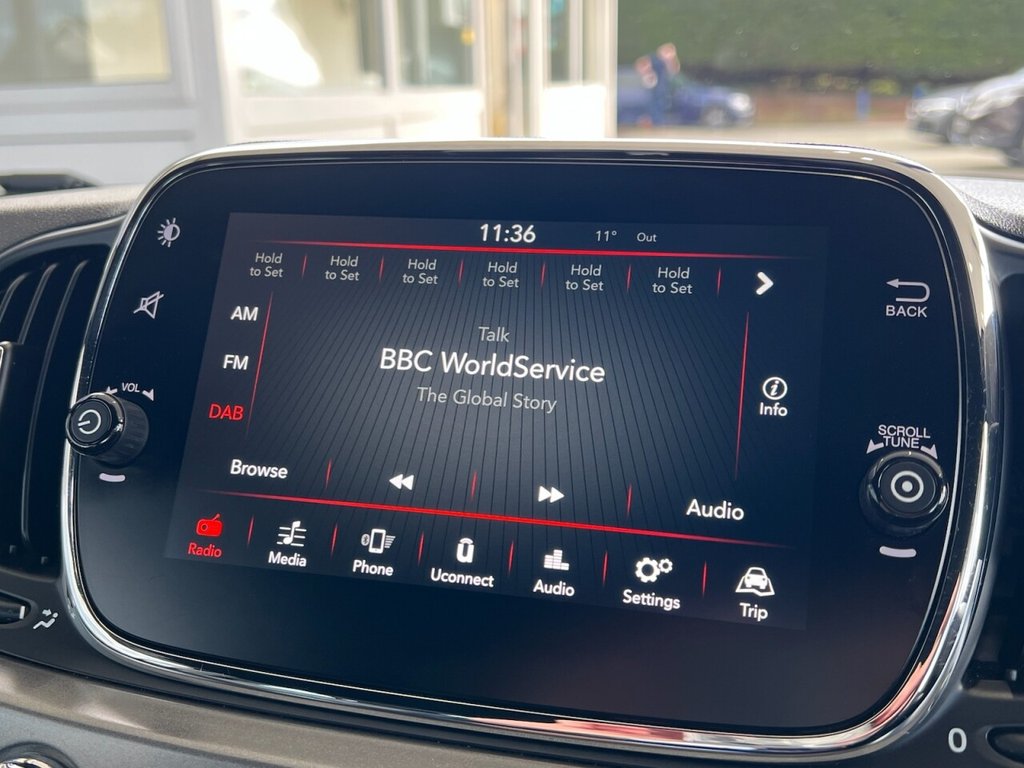 11:36
11° Out
Hold to Set
Hold to Set
Hold to Set
Hold to Set
Hold to Set
Hold to Set
AM
FM
DAB
Talk
BBC WorldService
The Global Story
Info
Browse
Audio
Radio
Media
Phone
Uconnect
Audio
Settings
Trip
VOL
BACK
SCROLL
TUNE
0